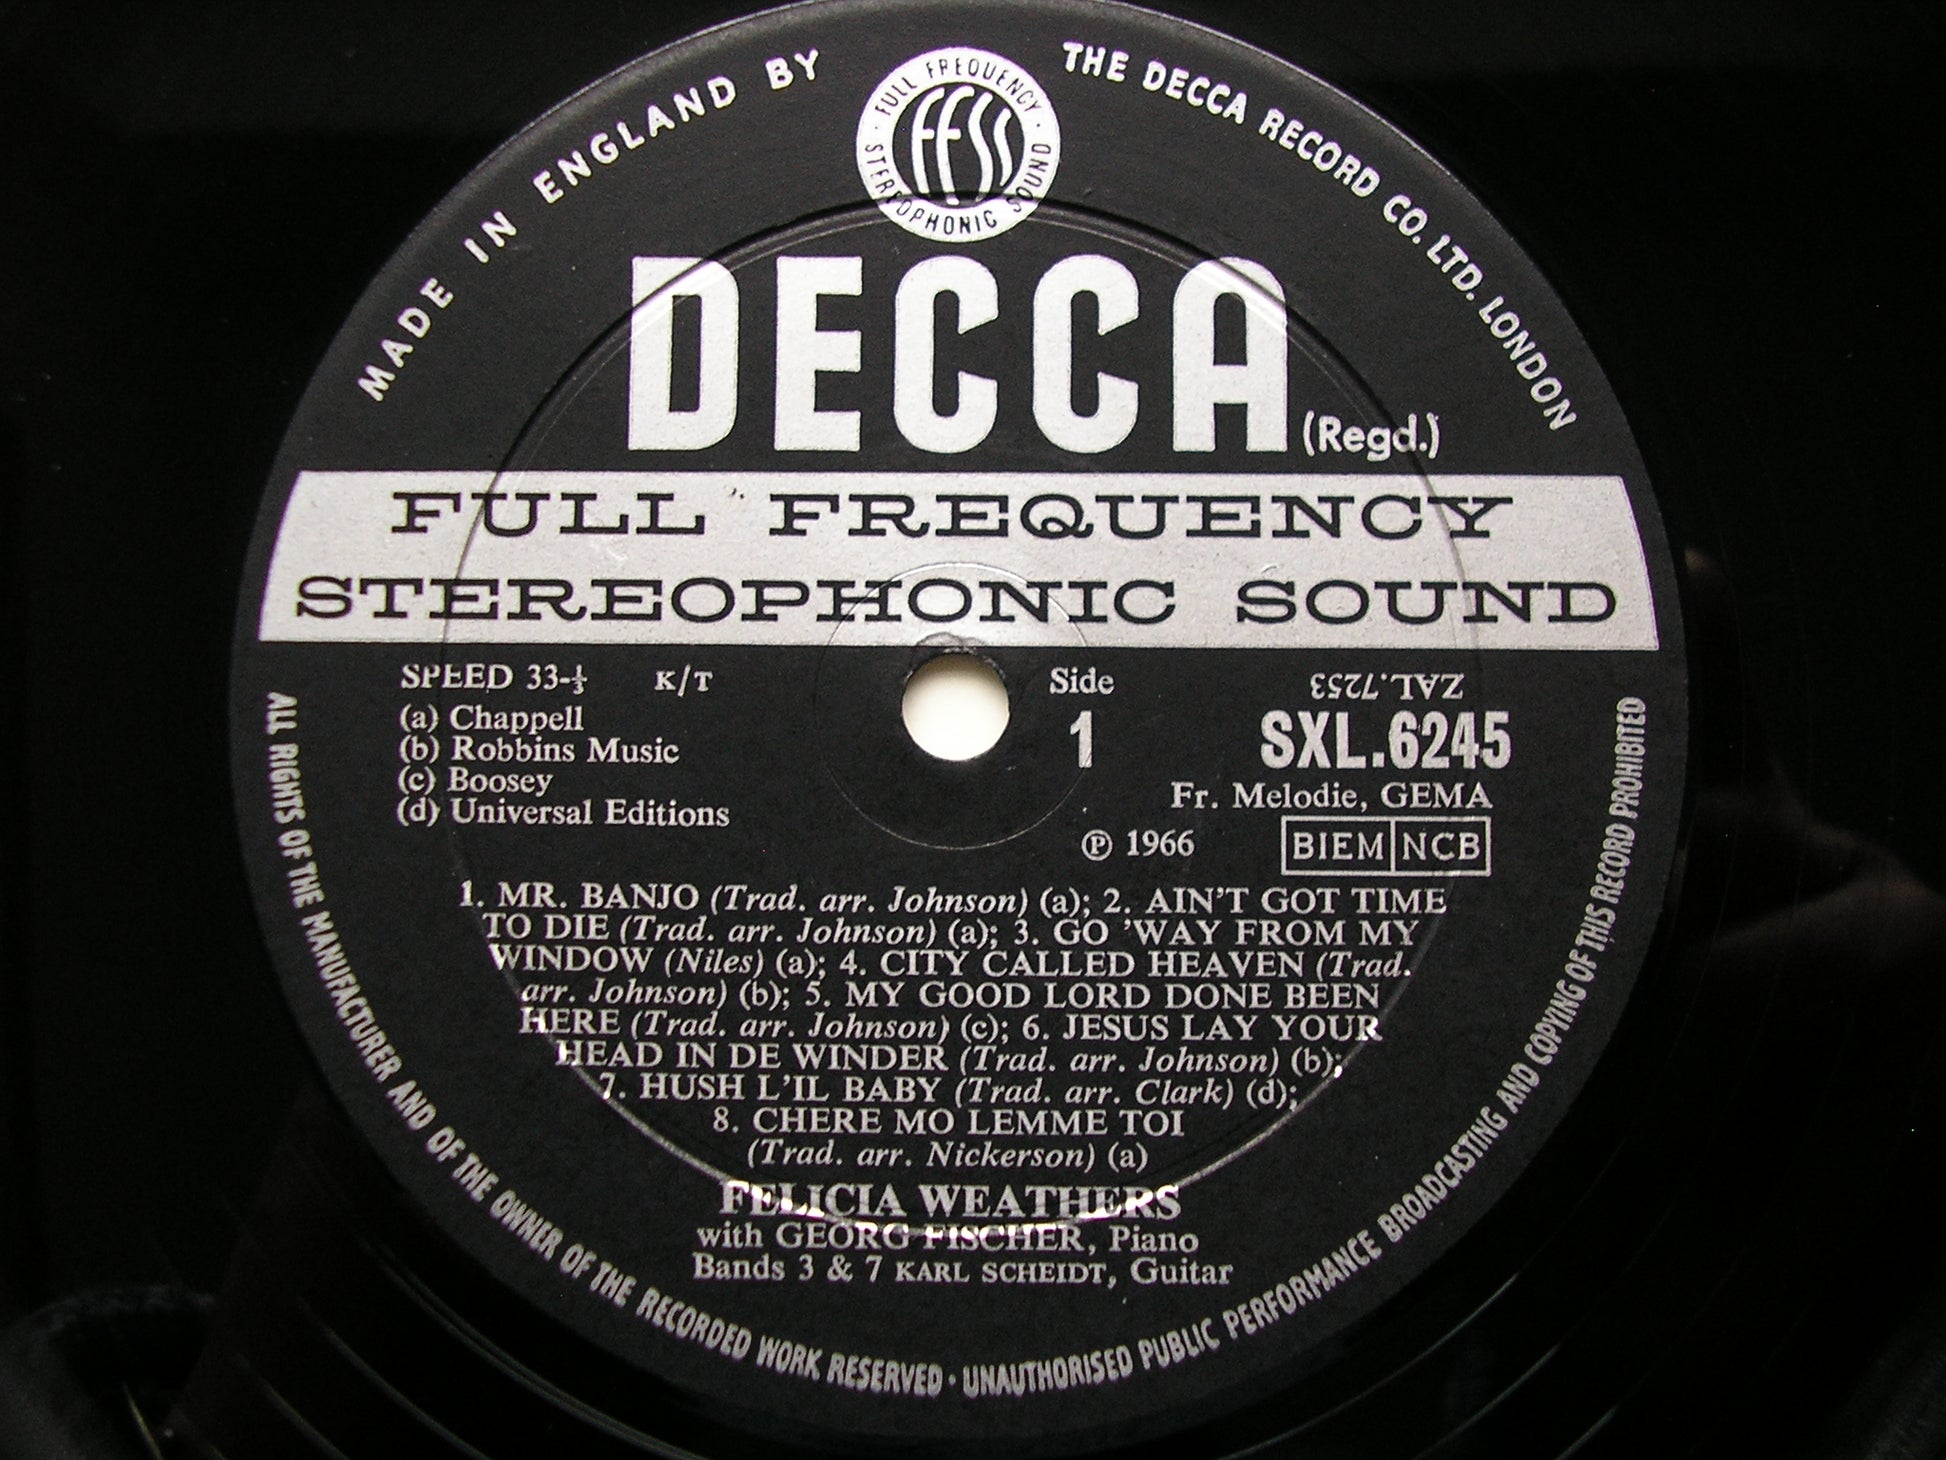 MADE IN ENGLAND BY
THE DECCA RECORD CO. LTD. LONDON
FULL FREQUENCY
ffss
STEREOPHONIC SOUND
DECCA (Regd.)
FULL FREQUENCY
STEREOPHONIC SOUND
SPEED 33-⅓ K/T
(a) Chappell
(b) Robbins Music
(c) Boosey
(d) Universal Editions
Side
1
ZAL.7253
SXL.6245
Fr. Melodie, GEMA
℗ 1966
BIEM NCB
1. MR. BANJO (Trad. arr. Johnson) (a); 2. AIN'T GOT TIME
TO DIE (Trad. arr. Johnson) (a); 3. GO 'WAY FROM MY
WINDOW (Niles) (a); 4. CITY CALLED HEAVEN (Trad.
arr. Johnson) (b); 5. MY GOOD LORD DONE BEEN
HERE (Trad. arr. Johnson) (c); 6. JESUS LAY YOUR
HEAD IN DE WINDER (Trad. arr. Johnson) (b);
7. HUSH L'IL BABY (Trad. arr. Clark) (d);
8. CHERE MO LEMME TOI
(Trad. arr. Nickerson) (a)
FELICIA WEATHERS
with GEORG FISCHER, Piano
Bands 3 & 7 KARL SCHEIDT, Guitar
ALL RIGHTS OF THE MANUFACTURER AND OF THE OWNER OF THE RECORDED WORK RESERVED · UNAUTHORISED PUBLIC PERFORMANCE BROADCASTING AND COPYING OF THIS RECORD PROHIBITED